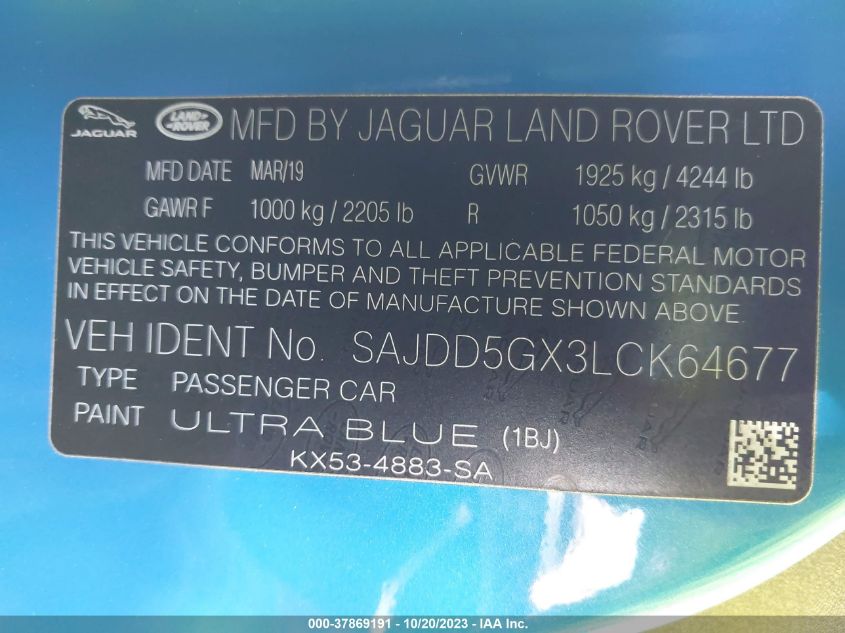 JAGUAR LAND ROVER MFD BY JAGUAR LAND ROVER LTD
MFD DATE MAR/19 GVWR 1925 kg / 4244 lb
GAWR F 1000 kg / 2205 lb R 1050 kg / 2315 lb
THIS VEHICLE CONFORMS TO ALL APPLICABLE FEDERAL MOTOR
VEHICLE SAFETY, BUMPER AND THEFT PREVENTION STANDARDS
IN EFFECT ON THE DATE OF MANUFACTURE SHOWN ABOVE.
VEH IDENT No. SAJDD5GX3LCK64677
TYPE PASSENGER CAR
PAINT ULTRA BLUE (1BJ)
KX53-4883-SA
000-37869191 - 10/20/2023 - IAA Inc.